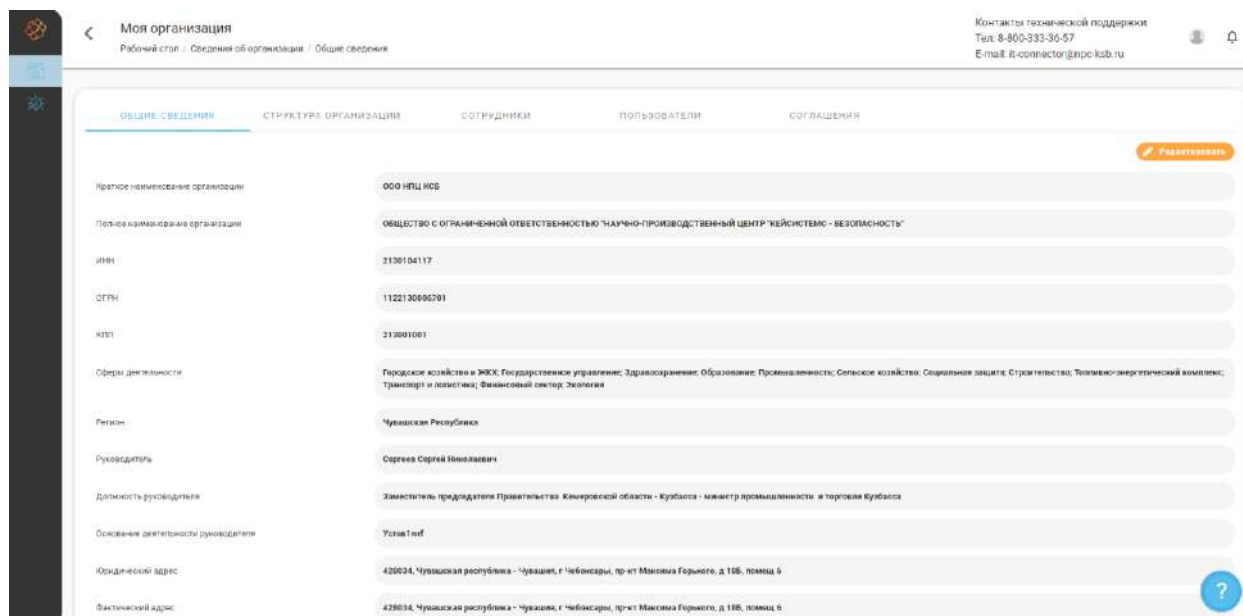 Моя организация
Рабочий стол / Сведения об организации / Общие сведения
Контакты технической поддержки:
Тел: 8-800-333-36-57
E-mail: it-connector@npc-ksb.ru
ОБЩИЕ СВЕДЕНИЯ
СТРУКТУРА ОРГАНИЗАЦИИ
СОТРУДНИКИ
ПОЛЬЗОВАТЕЛИ
СОГЛАШЕНИЯ
Редактировать
Краткое наименование организации
ООО НПЦ КСБ
Полное наименование организации
ОБЩЕСТВО С ОГРАНИЧЕННОЙ ОТВЕТСТВЕННОСТЬЮ "НАУЧНО-ПРОИЗВОДСТВЕННЫЙ ЦЕНТР "КЕЙСИСТЕМС - БЕЗОПАСНОСТЬ"
ИНН
2130104117
ОГРН
1122130006701
КПП
213001001
Сферы деятельности
Городское хозяйство и ЖКХ; Государственное управление; Здравоохранение; Образование; Промышленность; Сельское хозяйство; Социальная защита; Строительство; Топливно-энергетический комплекс;
Транспорт и логистика; Финансовый сектор; Экология
Регион
Чувашская Республика
Руководитель
Сергеев Сергей Николаевич
Должность руководителя
Заместитель председателя Правительства Кемеровской области - Кузбасса - министр промышленности и торговли Кузбасса
Основание деятельности руководителя
Юридический адрес
428034, Чувашская республика - Чувашия, г Чебоксары, пр-кт Максима Горького, д 18Б, помещ 6
Фактический адрес
428034, Чувашская республика - Чувашия, г Чебоксары, пр-кт Максима Горького, д 18Б, помещ 6
?